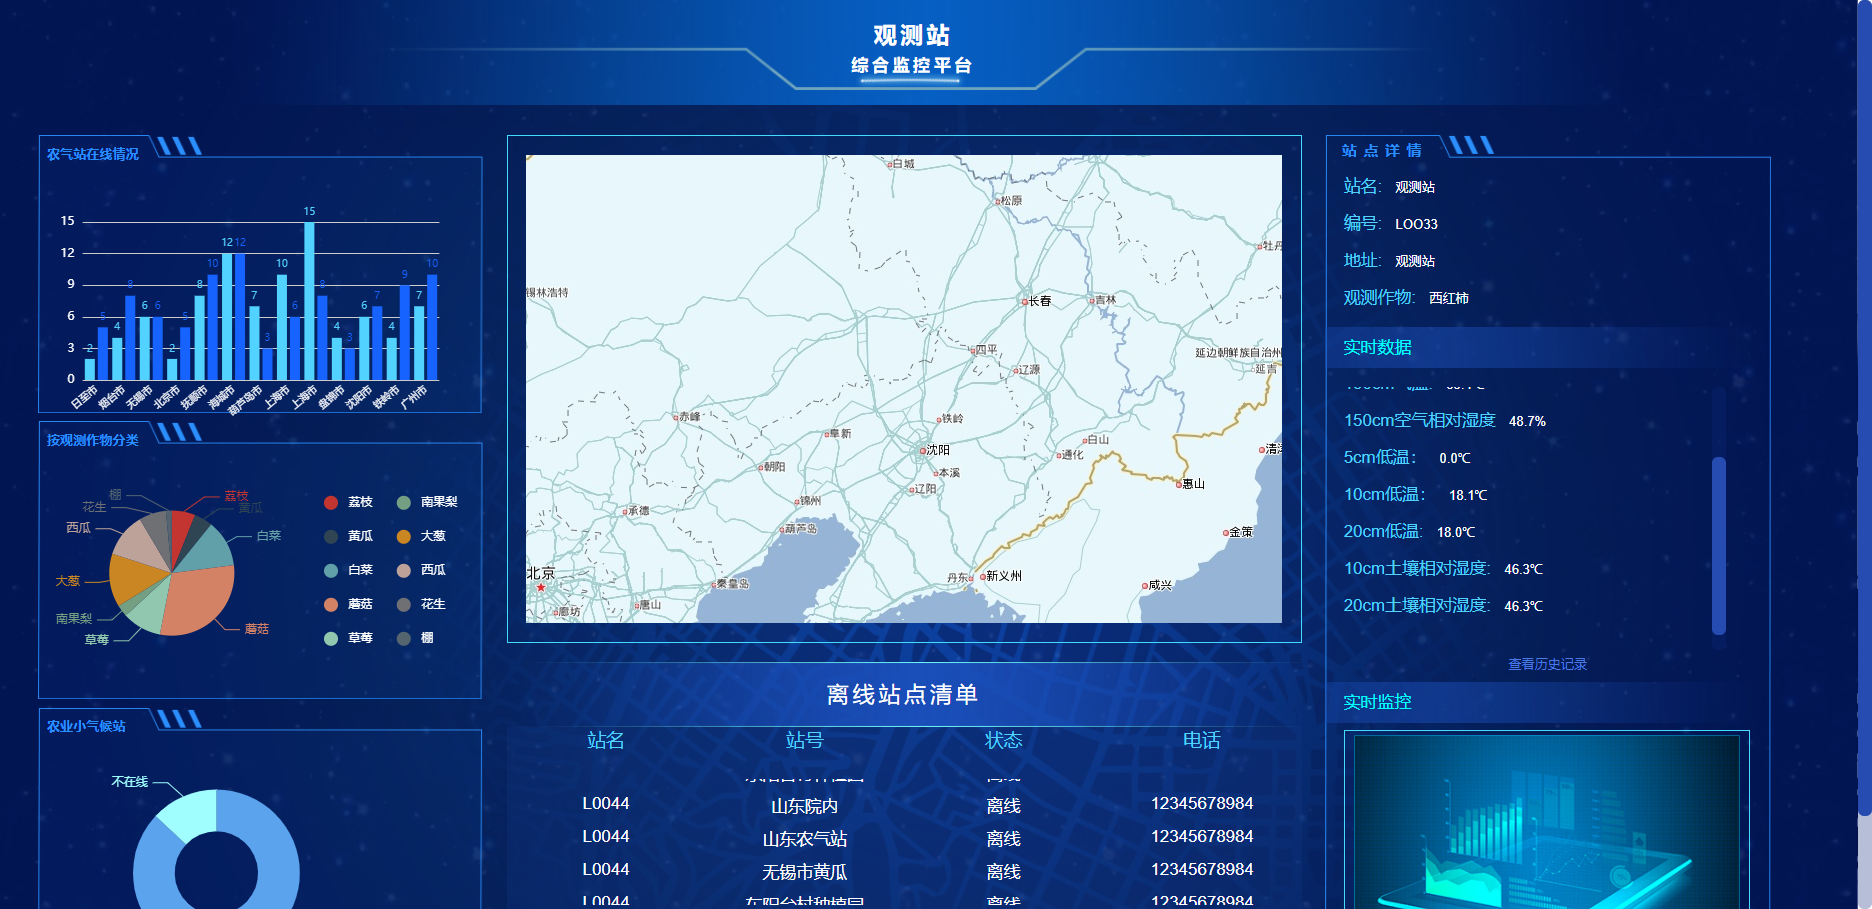 观测站
综合监控平台
农气站在线情况
15
12
9
6
3
0
2 5 4 8 6 6 2 5 8 10 12 12 7 3 10 6 15 8 4 3 6 7 4 9 7 10
日至市 烟台市 无锡市 北京市 抚顺市 海城市 葫芦岛市 上海市 上海市 盘锦市 沈阳市 铁岭市 广州市
按观测作物分类
棚
花生
西瓜
大葱
南果梨
草莓
荔枝
黄瓜
白菜
蘑菇
荔枝 南果梨
黄瓜 大葱
白菜 西瓜
蘑菇 花生
草莓 棚
农业小气候站
不在线
白城
松原
牡丹
锡林浩特
长春
吉林
四平
延边朝鲜族自治州
辽源
延吉
赤峰
铁岭
阜新
白山
沈阳
通化
清津
朝阳
本溪
辽阳
惠山
锦州
承德
葫芦岛
金策
北京
丹东
新义州
秦皇岛
咸兴
唐山
廊坊
离线站点清单
站名 站号 状态 电话
L0044 山东院内 离线 12345678984
L0044 山东农气站 离线 12345678984
L0044 无锡市黄瓜 离线 12345678984
L0044 离线 12345678984
站点详情
站名: 观测站
编号: LOO33
地址: 观测站
观测作物: 西红柿
实时数据
150cm空气相对湿度 48.7%
5cm低温: 0.0℃
10cm低温: 18.1℃
20cm低温: 18.0℃
10cm土壤相对湿度: 46.3℃
20cm土壤相对湿度: 46.3℃
查看历史记录
实时监控